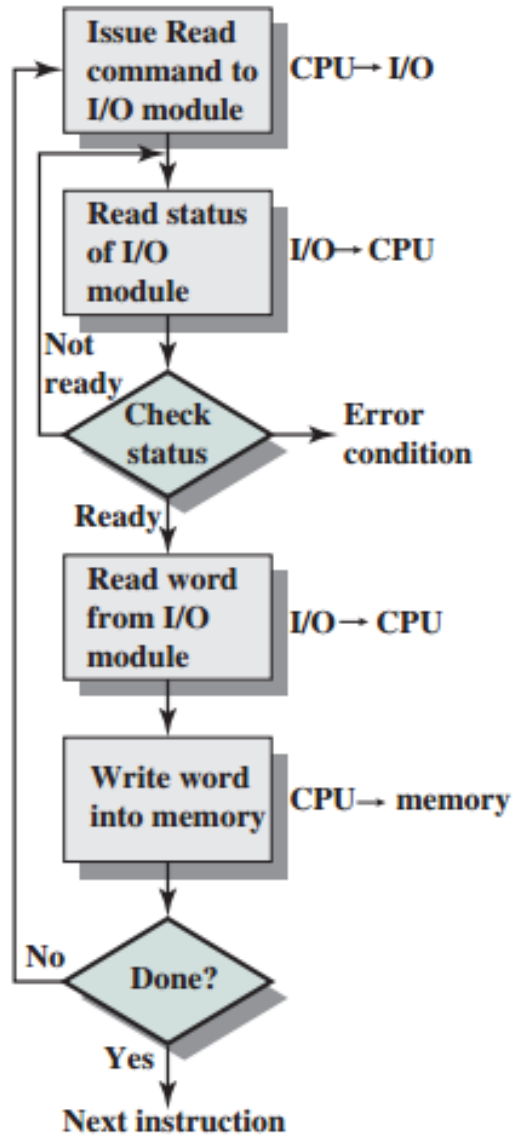 Issue Read
command to
I/O module
CPU → I/O
Read status
of I/O
module
I/O → CPU
Not
ready
Check
status
Error
condition
Ready
Read word
from I/O
module
I/O → CPU
Write word
into memory
CPU → memory
No
Done?
Yes
Next instruction